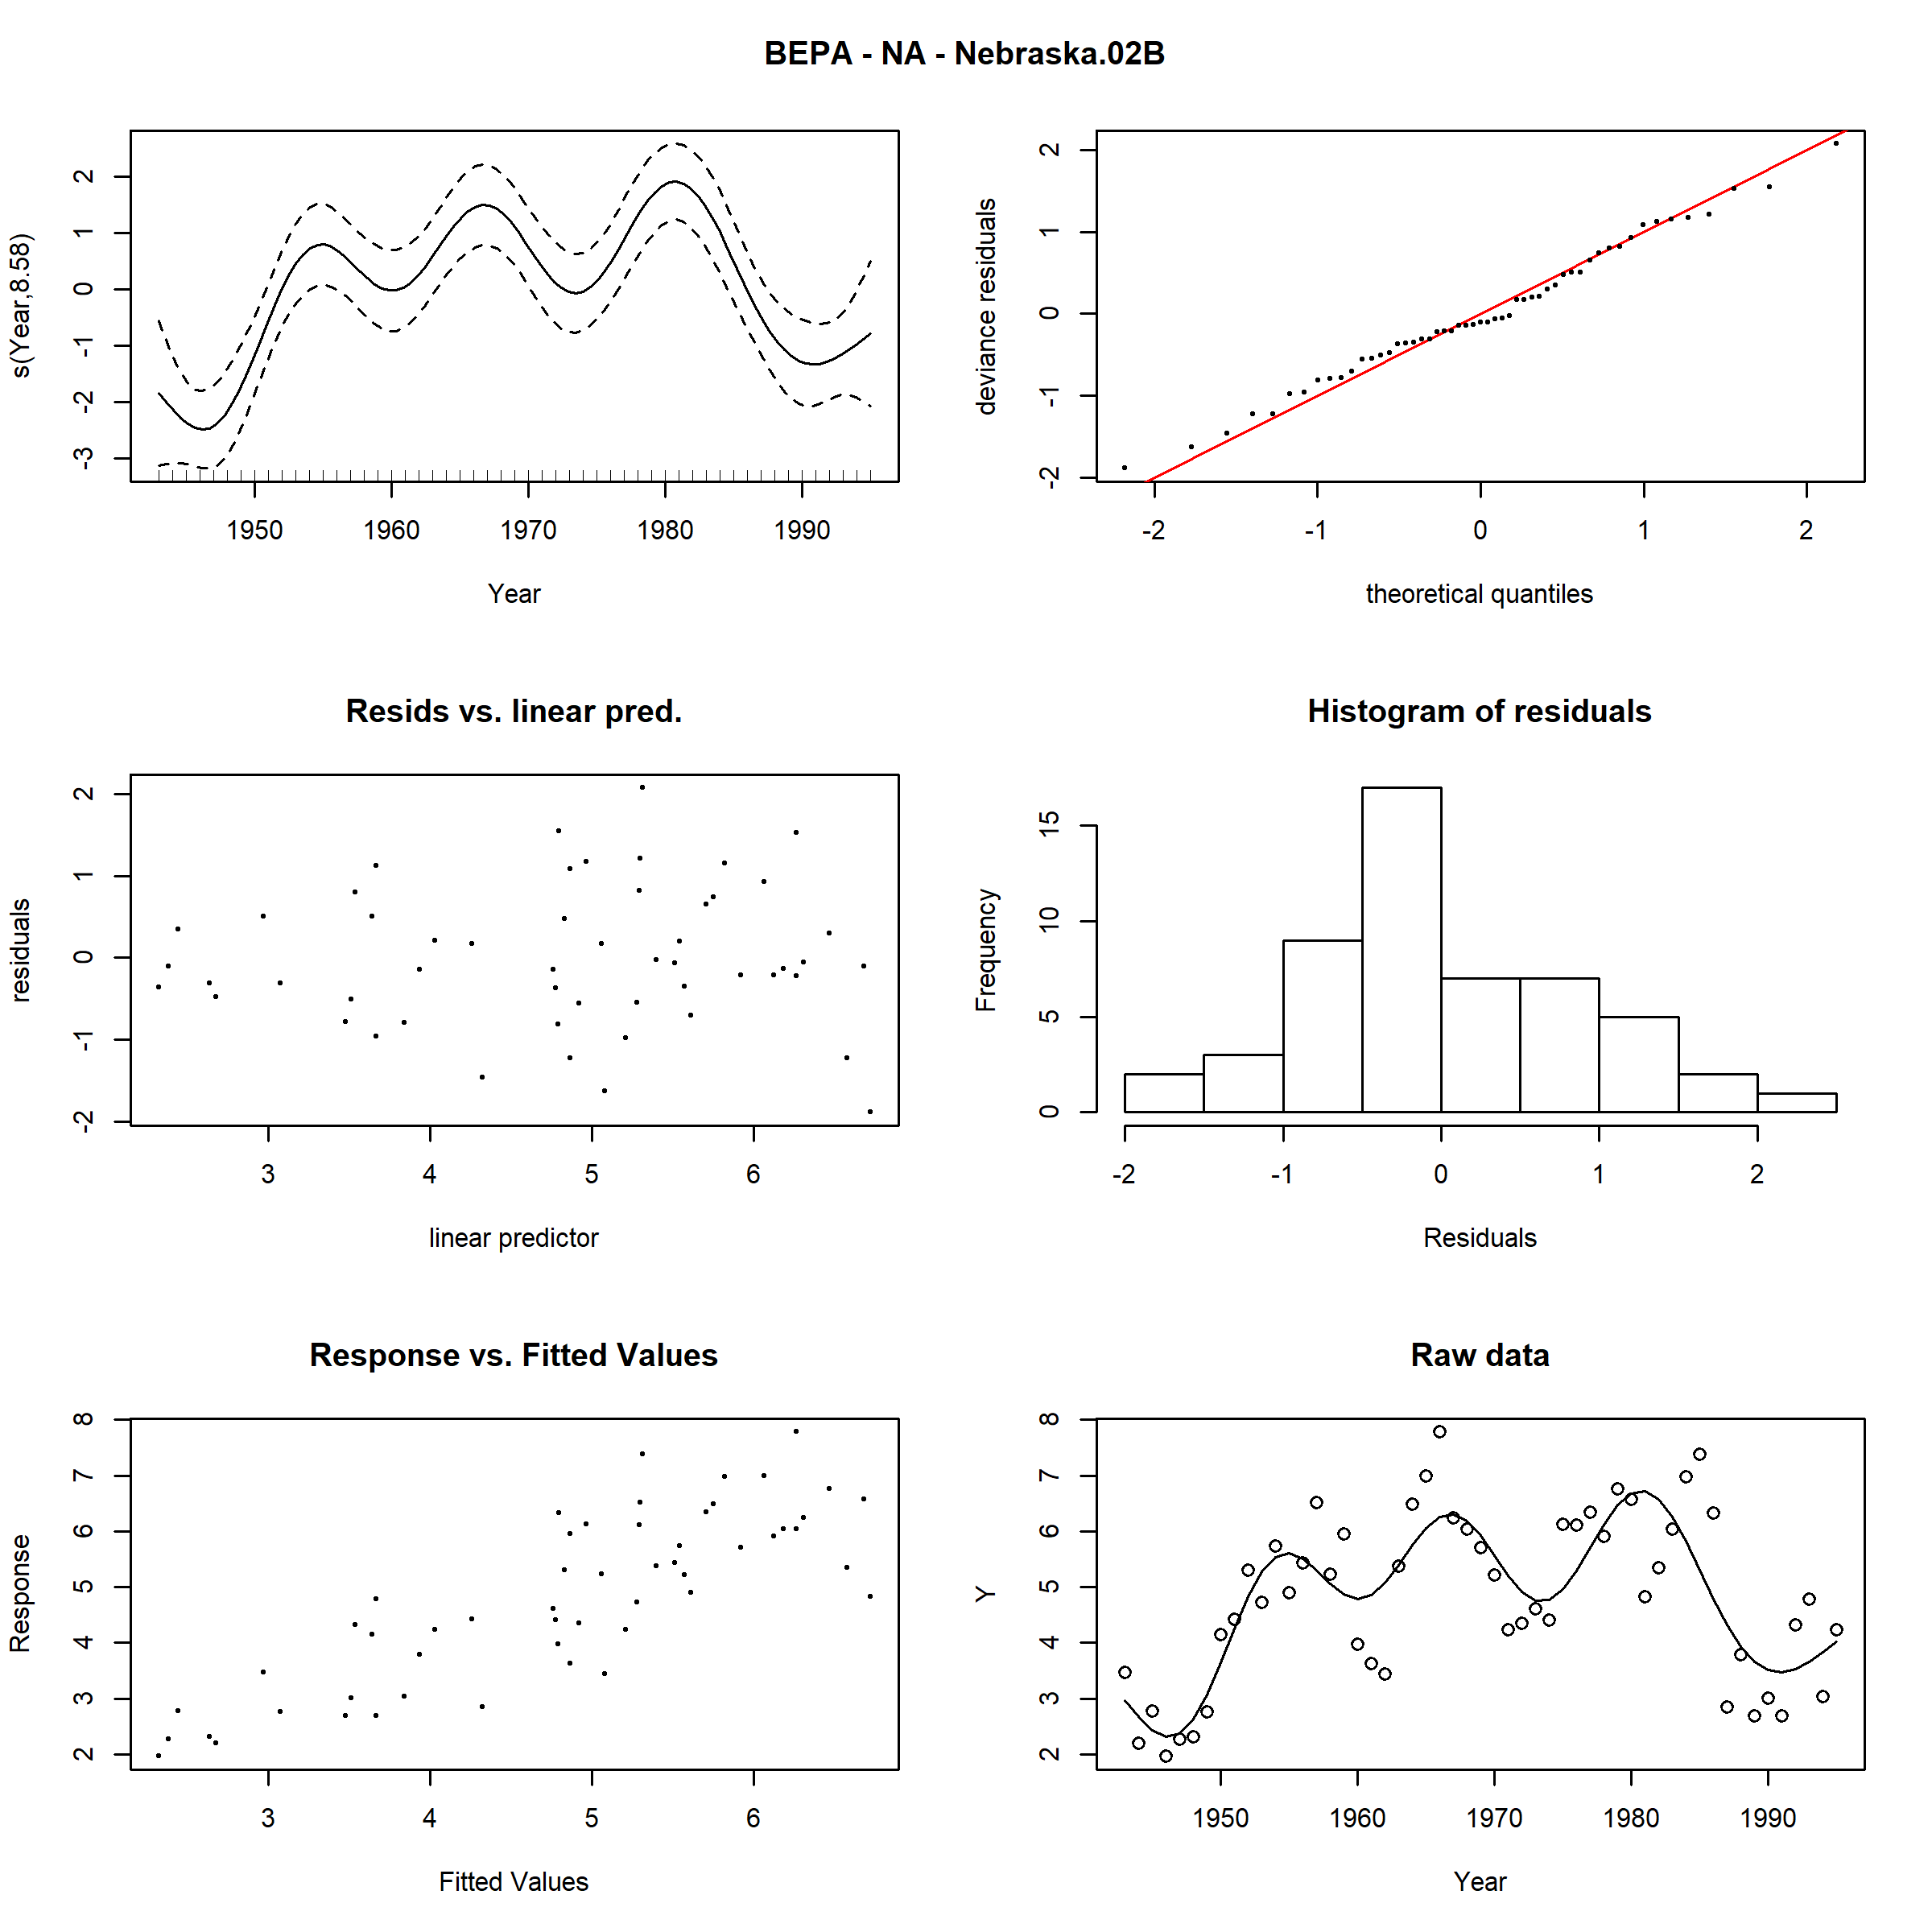 BEPA - NA - Nebraska.02B
s(Year,8.58)
2
1
0
-1
-2
-3
1950 1960 1970 1980 1990
Year
deviance residuals
2
1
0
-1
-2
-2 -1 0 1 2
theoretical quantiles
Resids vs. linear pred.
residuals
2
1
0
-1
-2
3 4 5 6
linear predictor
Histogram of residuals
Frequency
15
10
5
0
-2 -1 0 1 2
Residuals
Response vs. Fitted Values
Response
8
7
6
5
4
3
2
3 4 5 6
Fitted Values
Raw data
Y
8
7
6
5
4
3
2
1950 1960 1970 1980 1990
Year